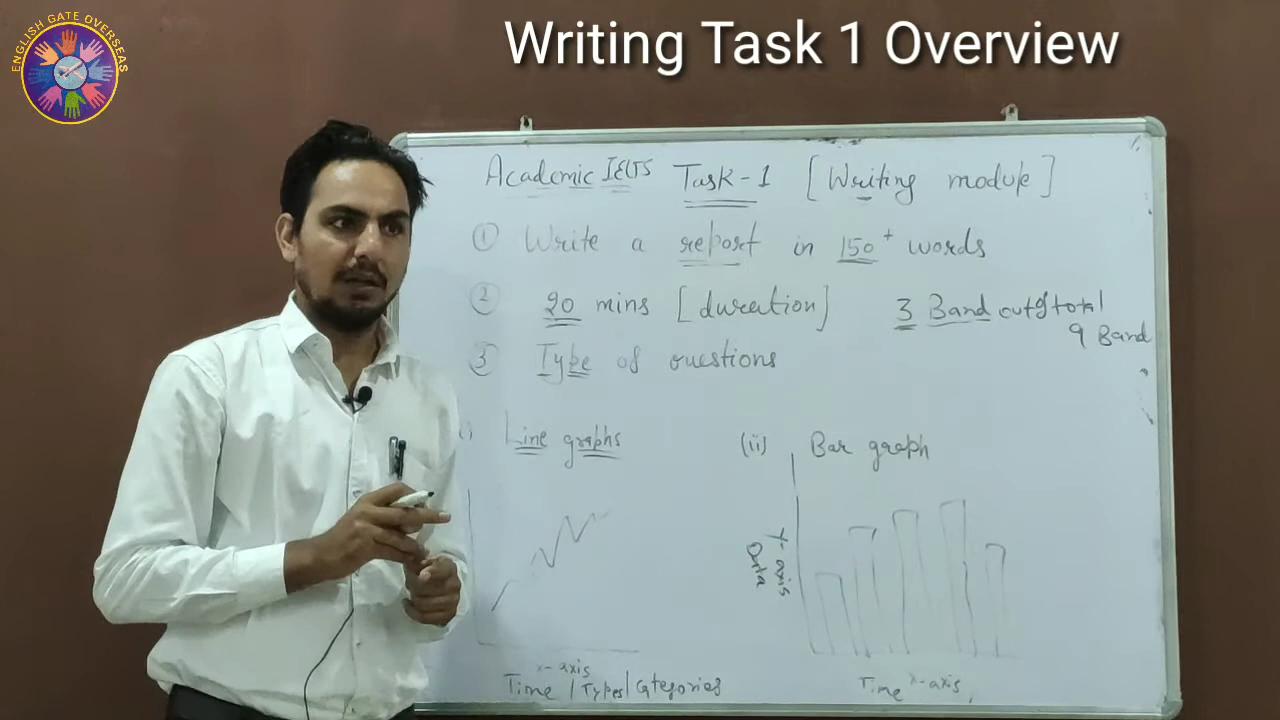 ENGLISH GATE OVERSEAS
Writing Task 1 Overview
Academic IELTS Task-1 [Writing module]
① Write a report in 150+ words
② 20 mins [duration] 3 Band out of total
9 Band
③ Type of questions
i) Line graphs
(ii) Bar graph
Y-axis
Data
x-axis
Time / Types / Categories
Time x-axis